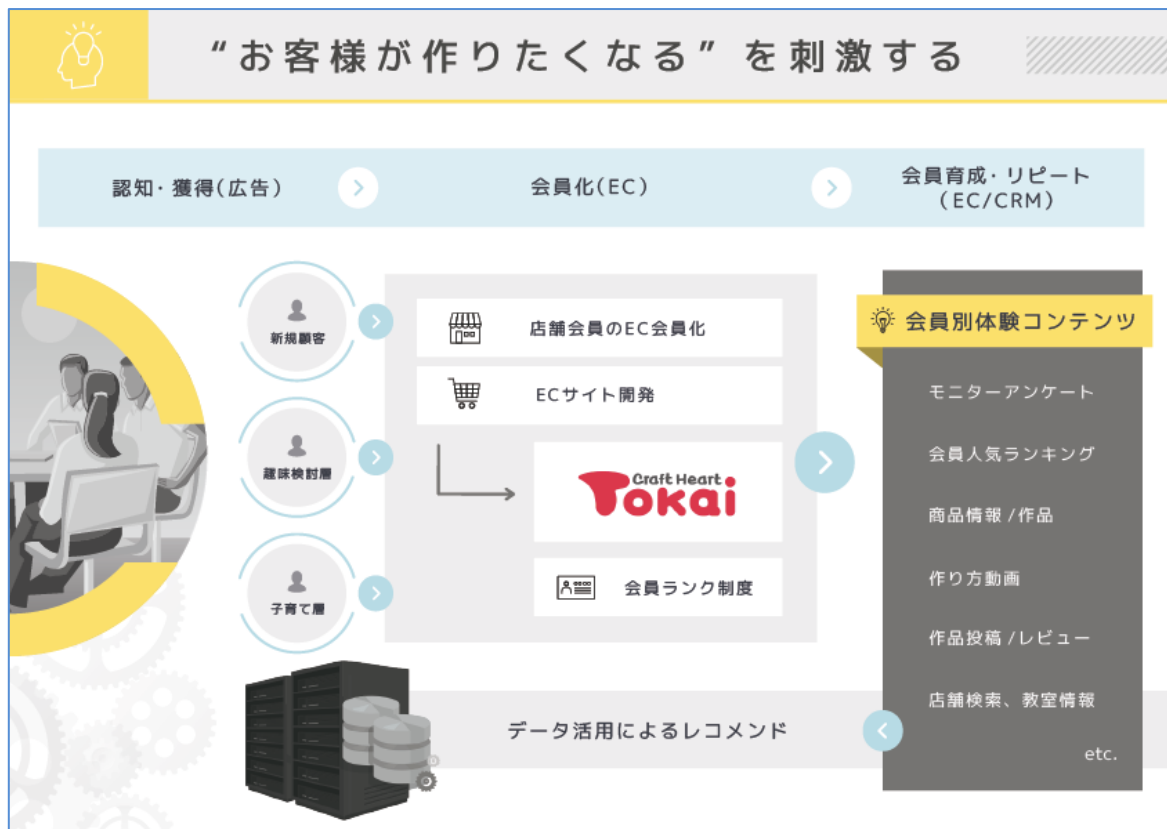 “お客様が作りたくなる” を刺激する
認知・獲得(広告)
会員化(EC)
会員育成・リピート
(EC/CRM)
新規顧客
趣味検討層
子育て層
店舗会員のEC会員化
ECサイト開発
Craft Heart
Tokai
会員ランク制度
会員別体験コンテンツ
モニターアンケート
会員人気ランキング
商品情報 /作品
作り方動画
作品投稿 /レビュー
店舗検索、教室情報
etc.
データ活用によるレコメンド